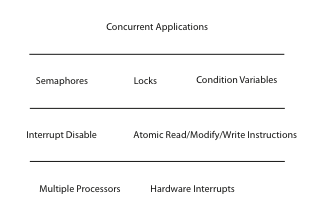 Concurrent Applications
Semaphores Locks Condition Variables
Interrupt Disable Atomic Read/Modify/Write Instructions
Multiple Processors Hardware Interrupts